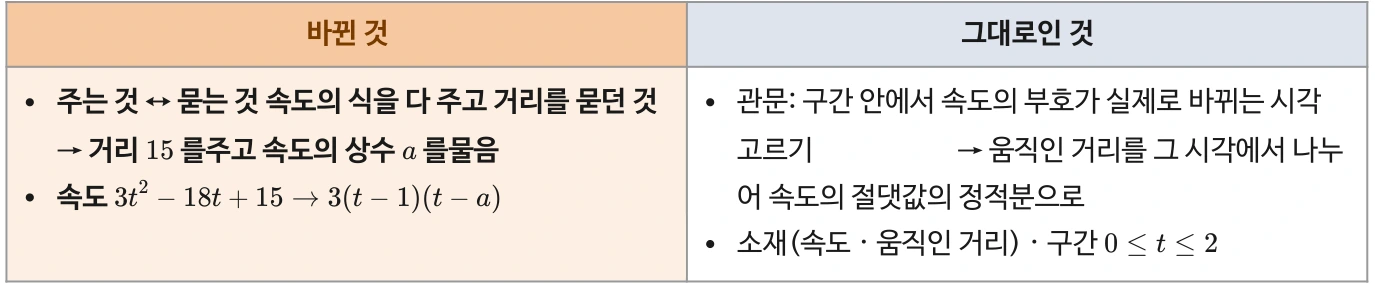 바뀐 것
그대로인 것
• 주는 것 ↔ 묻는 것 속도의 식을 다 주고 거리를 묻던 것
→ 거리 15 를주고 속도의 상수 a 를물음
• 속도 3t² − 18t + 15 → 3(t − 1)(t − a)
• 관문: 구간 안에서 속도의 부호가 실제로 바뀌는 시각
고르기 → 움직인 거리를 그 시각에서 나누
어 속도의 절댓값의 정적분으로
• 소재(속도 · 움직인 거리) · 구간 0 ≤ t ≤ 2